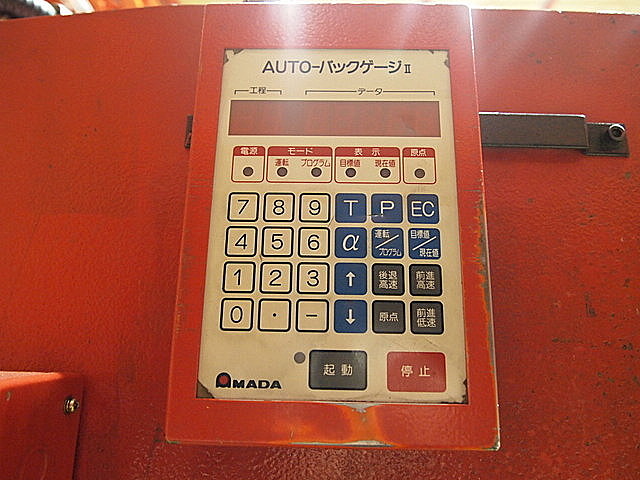 AUTO-バックゲージII
工程 データ
電源 モード 表示 原点
運転 プログラム 目標値 現在値
7 8 9 T P EC
4 5 6 α 運転/プログラム 目標値/現在値
1 2 3 ↑ 後退高速 前進高速
0 · − ↓ 原点 前進低速
起動 停止
AMADA